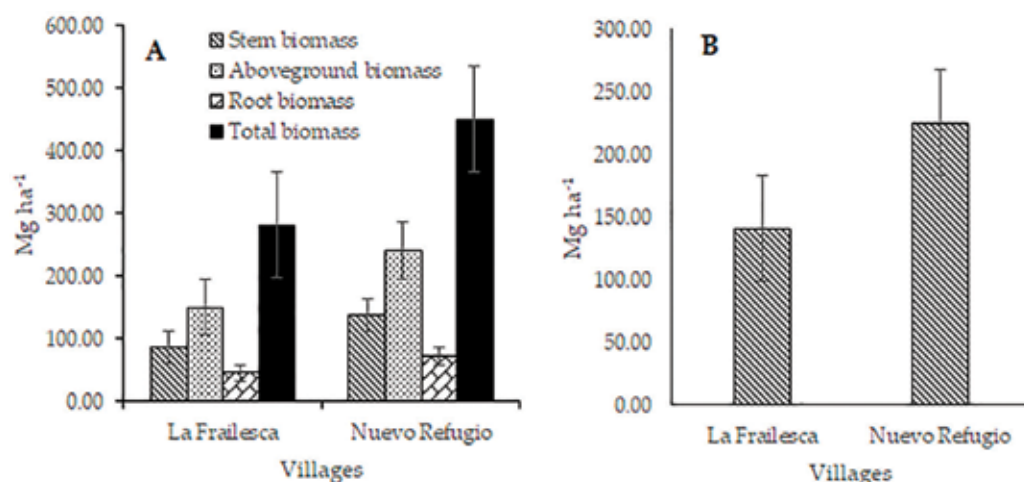 A
Stem biomass
Aboveground biomass
Root biomass
Total biomass
600.00
500.00
400.00
300.00
200.00
100.00
0.00
Mg ha⁻¹
La Frailesca Nuevo Refugio
Villages
B
300.00
250.00
200.00
150.00
100.00
50.00
0.00
Mg ha⁻¹
La Frailesca Nuevo Refugio
Villages